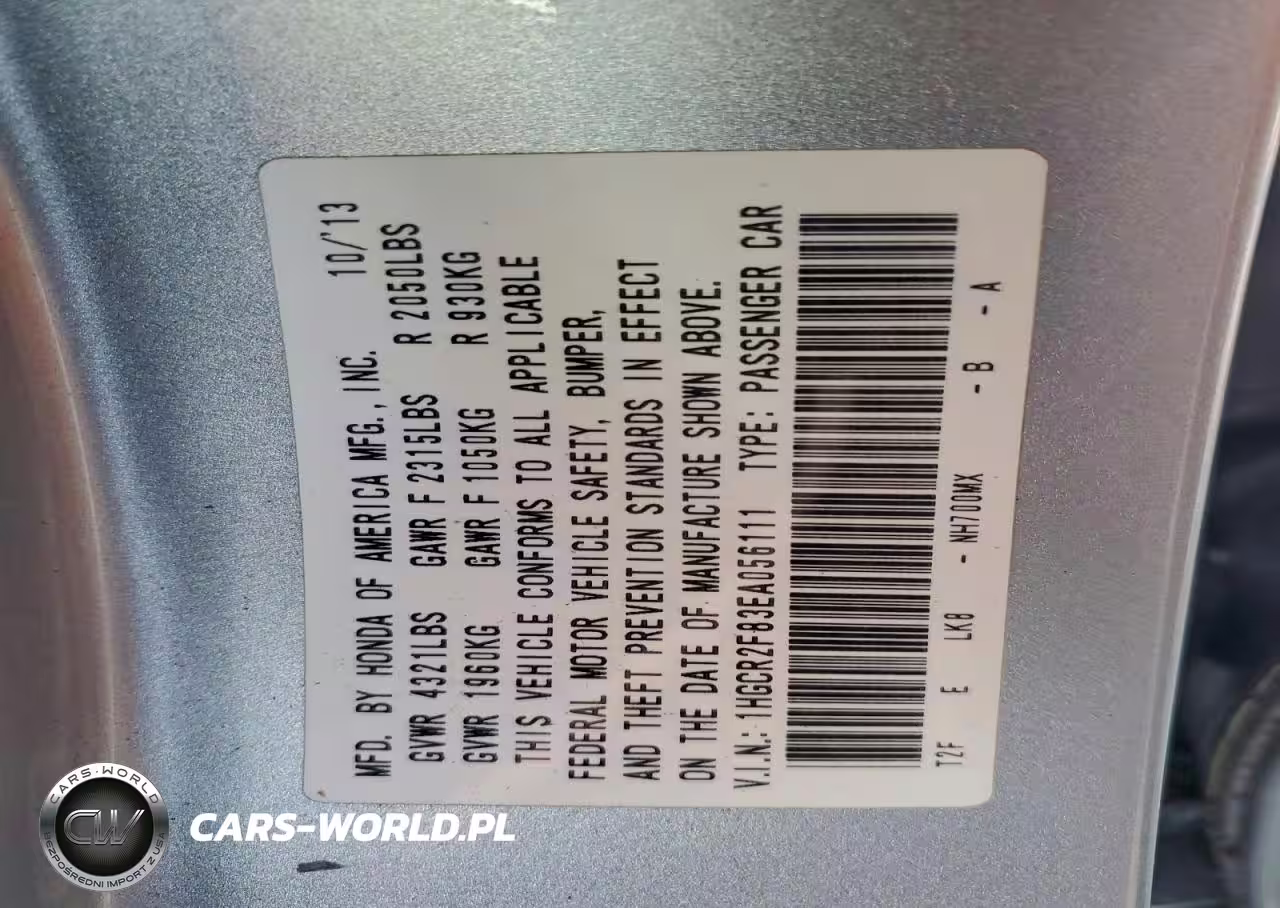 MFD. BY HONDA OF AMERICA MFG., INC. 10/'13
GVWR 4321LBS GAWR F 2315LBS R 2050LBS
GVWR 1960KG GAWR F 1050KG R 930KG
THIS VEHICLE CONFORMS TO ALL APPLICABLE
FEDERAL MOTOR VEHICLE SAFETY, BUMPER,
AND THEFT PREVENTION STANDARDS IN EFFECT
ON THE DATE OF MANUFACTURE SHOWN ABOVE.
V.I.N.: 1HGCR2F83EA056111 TYPE: PASSENGER CAR
T2F E LK8 - NH700MX - B - A
CARS-WORLD
CW
BEZPOŚREDNI IMPORT Z USA
CARS-WORLD.PL